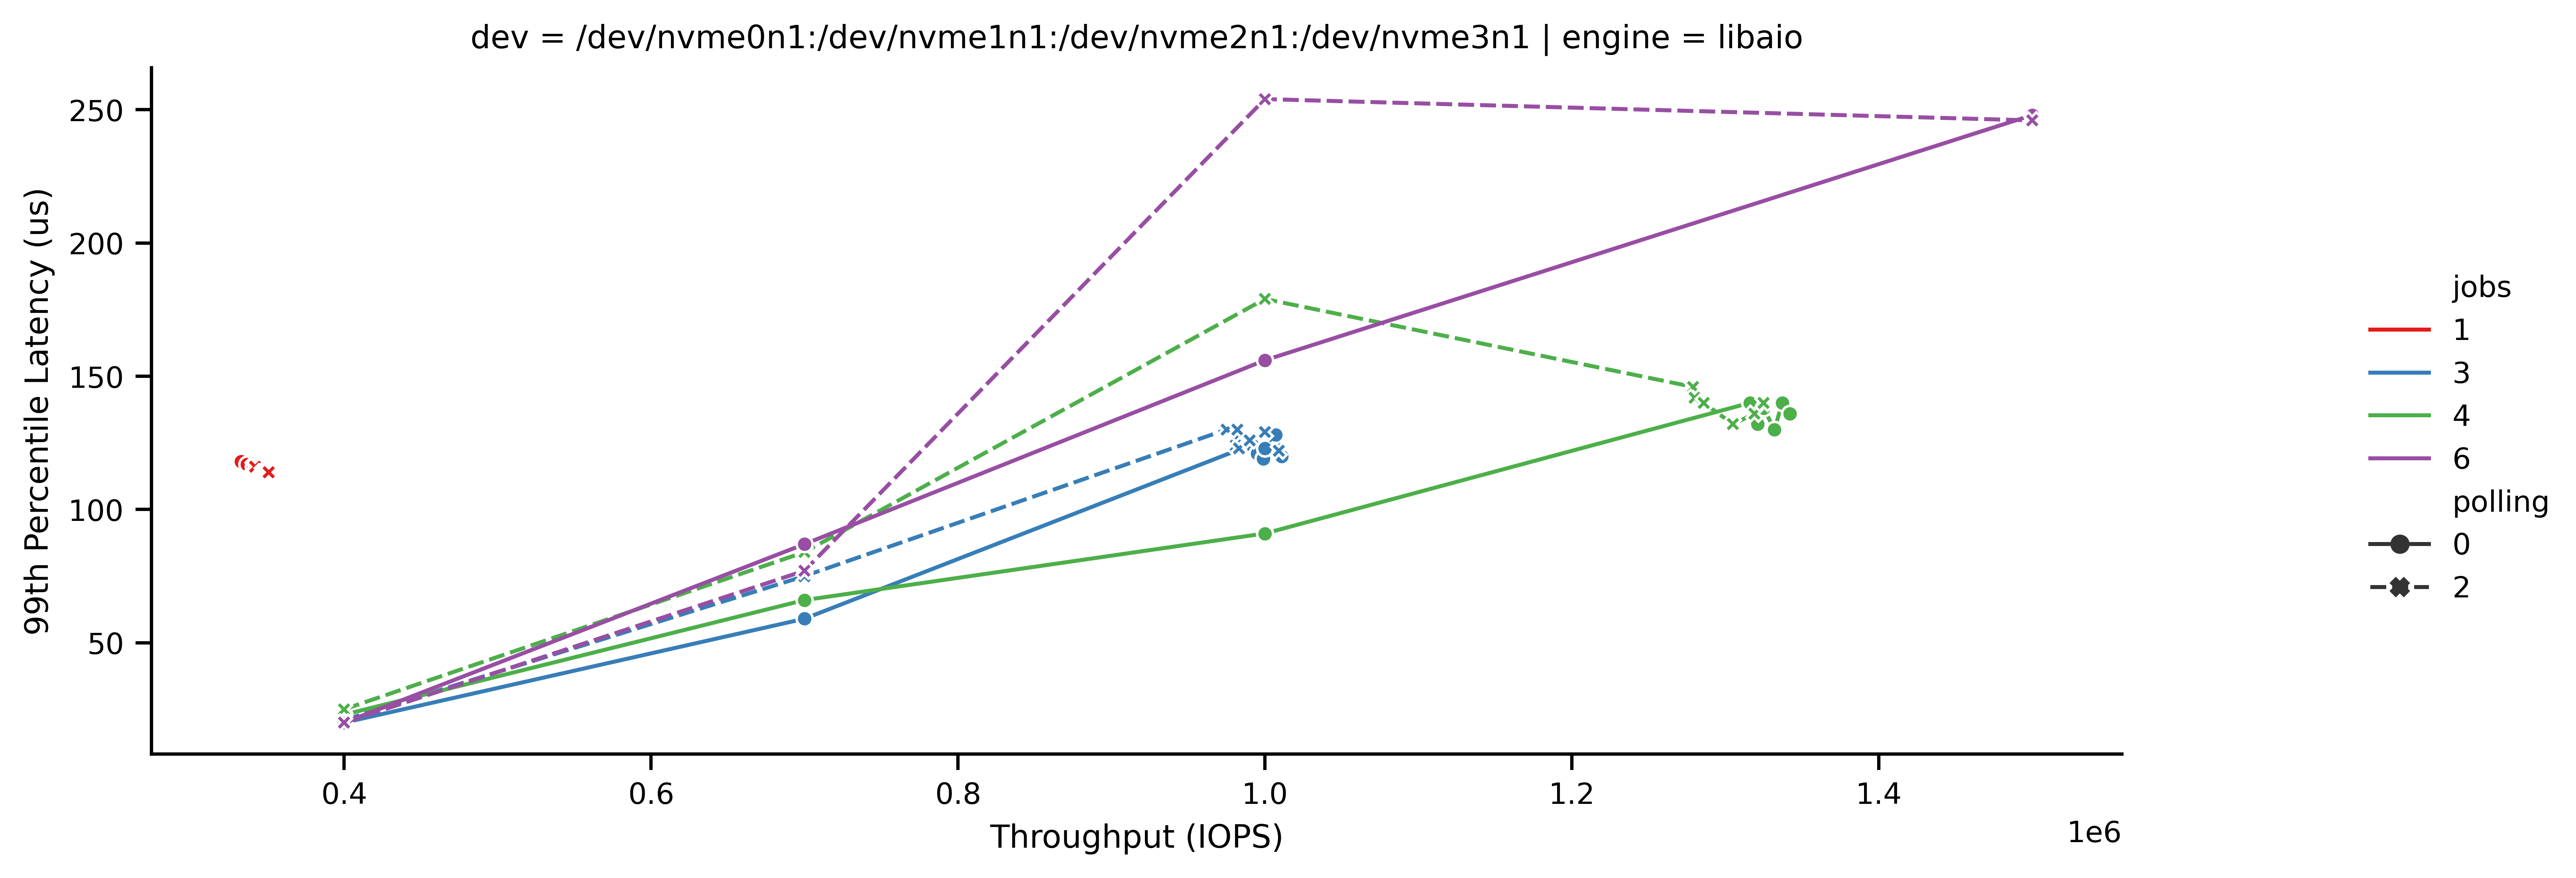 dev = /dev/nvme0n1:/dev/nvme1n1:/dev/nvme2n1:/dev/nvme3n1 | engine = libaio
99th Percentile Latency (us)
250
200
150
100
50
0.4
0.6
0.8
1.0
1.2
1.4
1e6
Throughput (IOPS)
jobs
1
3
4
6
polling
0
2